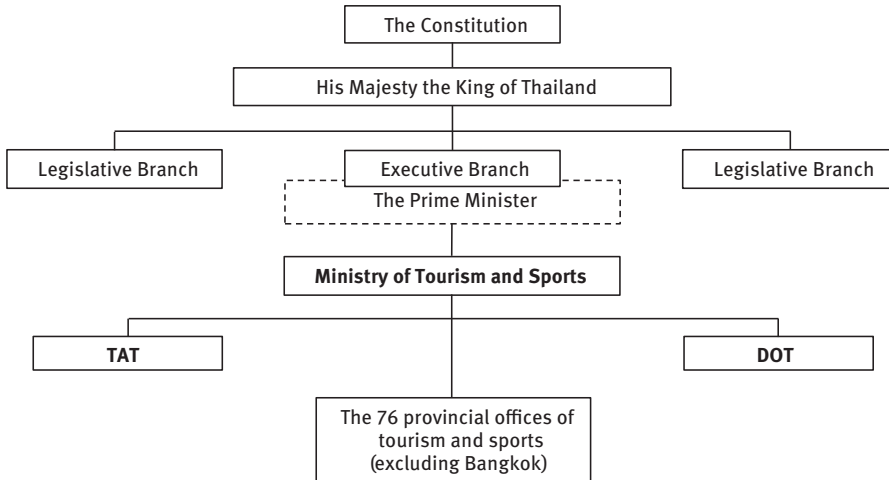 The Constitution
His Majesty the King of Thailand
Legislative Branch
Executive Branch
Legislative Branch
The Prime Minister
Ministry of Tourism and Sports
TAT
DOT
The 76 provincial offices of
tourism and sports
(excluding Bangkok)